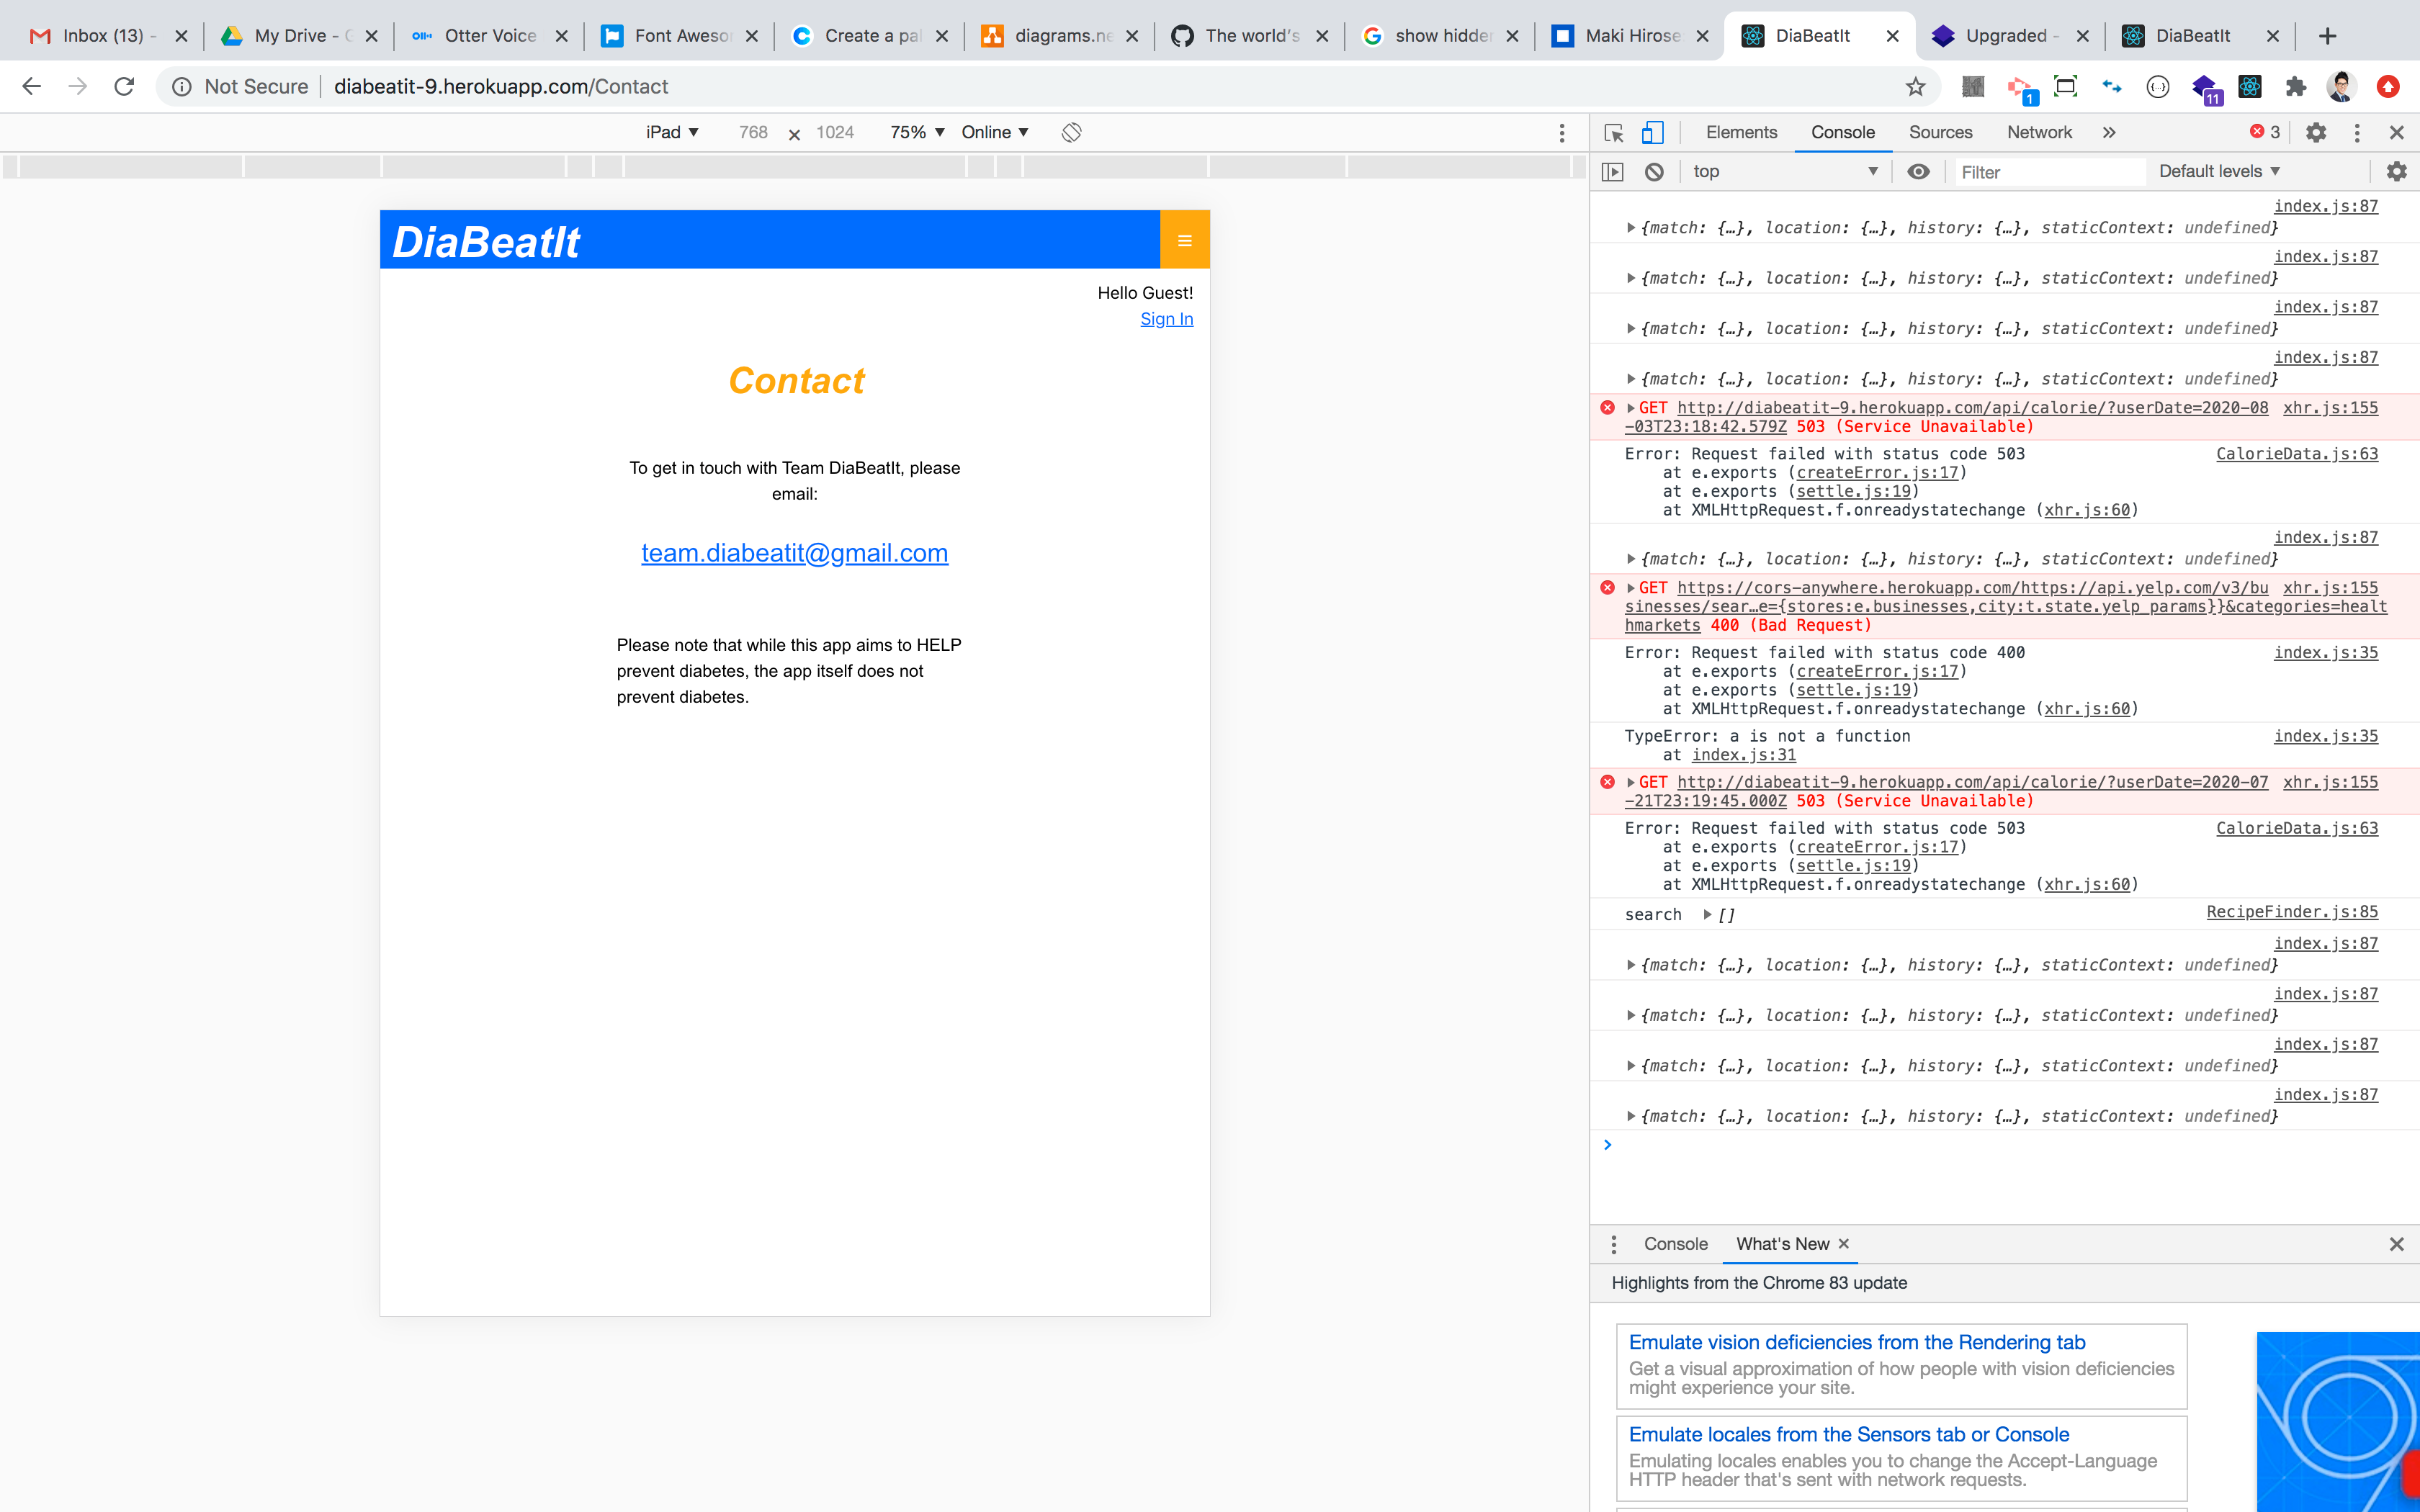 Inbox (13) -
My Drive -
Otter Voice
Font Aweso
Create a pal
diagrams.ne
The world's
show hidden
Maki Hirose
DiaBeatIt
Upgraded -
DiaBeatIt
Not Secure
diabeatit-9.herokuapp.com/Contact
1
11
iPad
768
1024
75%
Online
DiaBeatIt
Hello Guest!
Sign In
Contact
To get in touch with Team DiaBeatIt, please
email:
team.diabeatit@gmail.com
Please note that while this app aims to HELP
prevent diabetes, the app itself does not
prevent diabetes.
Elements
Console
Sources
Network
3
top
Filter
Default levels
index.js:87
{match: {…}, location: {…}, history: {…}, staticContext: undefined}
index.js:87
{match: {…}, location: {…}, history: {…}, staticContext: undefined}
index.js:87
{match: {…}, location: {…}, history: {…}, staticContext: undefined}
index.js:87
{match: {…}, location: {…}, history: {…}, staticContext: undefined}
GET http://diabeatit-9.herokuapp.com/api/calorie/?userDate=2020-08 xhr.js:155
-03T23:18:42.579Z 503 (Service Unavailable)
Error: Request failed with status code 503 CalorieData.js:63
at e.exports (createError.js:17)
at e.exports (settle.js:19)
at XMLHttpRequest.f.onreadystatechange (xhr.js:60)
index.js:87
{match: {…}, location: {…}, history: {…}, staticContext: undefined}
GET https://cors-anywhere.herokuapp.com/https://api.yelp.com/v3/bu xhr.js:155
sinesses/sear…e={stores:e.businesses,city:t.state.yelp_params}}&categories=healt
hmarkets 400 (Bad Request)
Error: Request failed with status code 400 index.js:35
at e.exports (createError.js:17)
at e.exports (settle.js:19)
at XMLHttpRequest.f.onreadystatechange (xhr.js:60)
TypeError: a is not a function index.js:35
at index.js:31
GET http://diabeatit-9.herokuapp.com/api/calorie/?userDate=2020-07 xhr.js:155
-21T23:19:45.000Z 503 (Service Unavailable)
Error: Request failed with status code 503 CalorieData.js:63
at e.exports (createError.js:17)
at e.exports (settle.js:19)
at XMLHttpRequest.f.onreadystatechange (xhr.js:60)
search [] RecipeFinder.js:85
index.js:87
{match: {…}, location: {…}, history: {…}, staticContext: undefined}
index.js:87
{match: {…}, location: {…}, history: {…}, staticContext: undefined}
index.js:87
{match: {…}, location: {…}, history: {…}, staticContext: undefined}
index.js:87
{match: {…}, location: {…}, history: {…}, staticContext: undefined}
Console
What's New
Highlights from the Chrome 83 update
Emulate vision deficiencies from the Rendering tab
Get a visual approximation of how people with vision deficiencies
might experience your site.
Emulate locales from the Sensors tab or Console
Emulating locales enables you to change the Accept-Language
HTTP header that's sent with network requests.